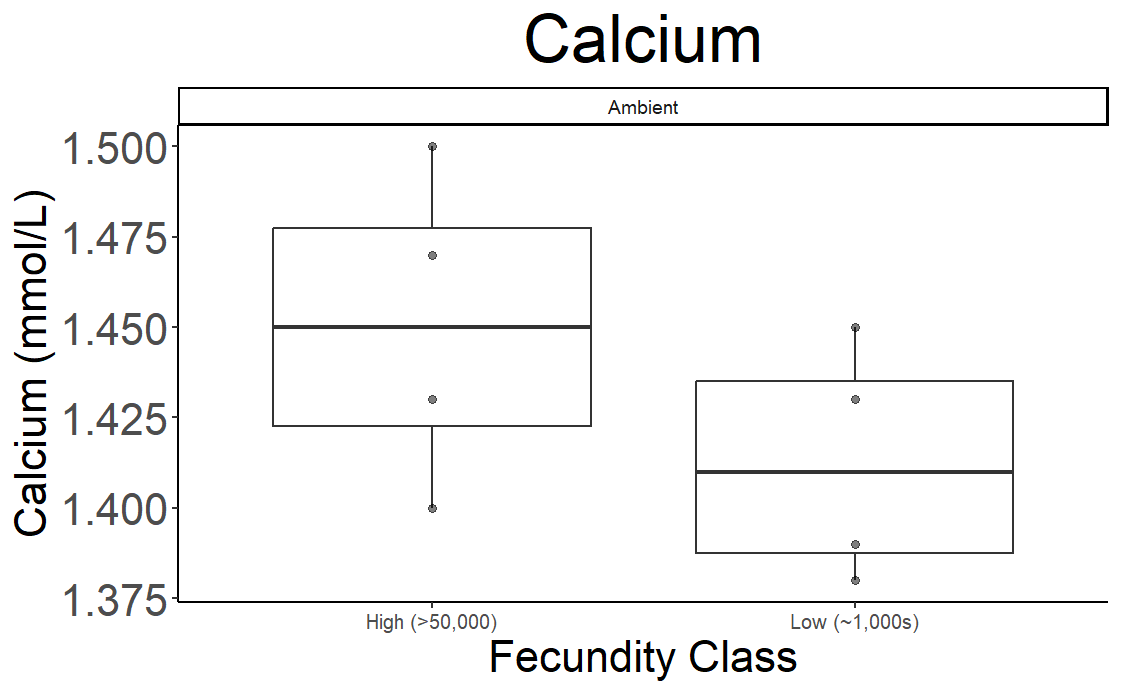 Calcium
Ambient
Calcium (mmol/L)
1.500
1.475
1.450
1.425
1.400
1.375
High (>50,000)
Low (~1,000s)
Fecundity Class